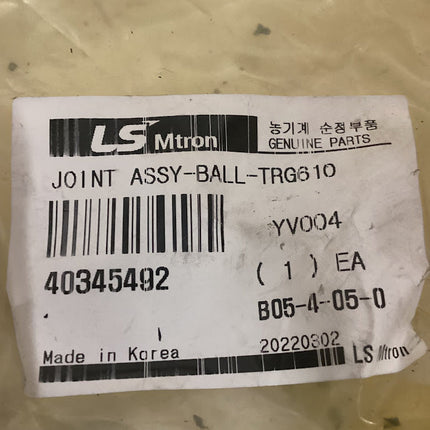 LS Mtron
농기계 순정부품
GENUINE PARTS
JOINT ASSY-BALL-TRG610
YV004
40345492
( 1 ) EA
B05-4-05-0
20220302
Made in Korea
LS Mtron